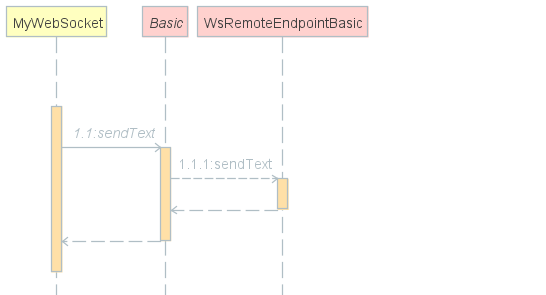 MyWebSocket
Basic
WsRemoteEndpointBasic
1.1:sendText
1.1.1:sendText